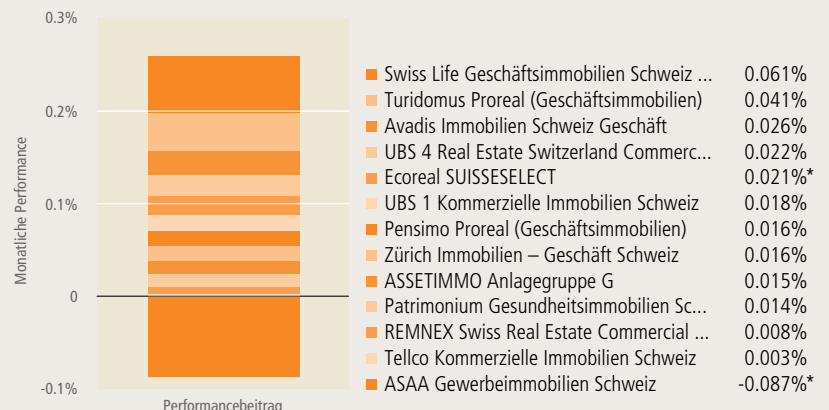 0.3%
0.2%
0.1%
0
-0.1%
Monatliche Performance
Performancebeitrag
Swiss Life Geschäftsimmobilien Schweiz ... 0.061%
Turidomus Proreal (Geschäftsimmobilien) 0.041%
Avadis Immobilien Schweiz Geschäft 0.026%
UBS 4 Real Estate Switzerland Commerc... 0.022%
Ecoreal SUISSESELECT 0.021%*
UBS 1 Kommerzielle Immobilien Schweiz 0.018%
Pensimo Proreal (Geschäftsimmobilien) 0.016%
Zürich Immobilien – Geschäft Schweiz 0.016%
ASSETIMMO Anlagegruppe G 0.015%
Patrimonium Gesundheitsimmobilien Sc... 0.014%
REMNEX Swiss Real Estate Commercial ... 0.008%
Tellco Kommerzielle Immobilien Schweiz 0.003%
ASAA Gewerbeimmobilien Schweiz -0.087%*